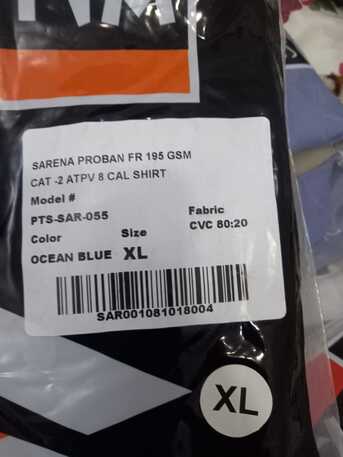 SARENA PROBAN FR 195 GSM
CAT -2 ATPV 8 CAL SHIRT
Model #
PTS-SAR-055
Fabric
CVC 80:20
Color Size
OCEAN BLUE XL
SAR001081018004
XL